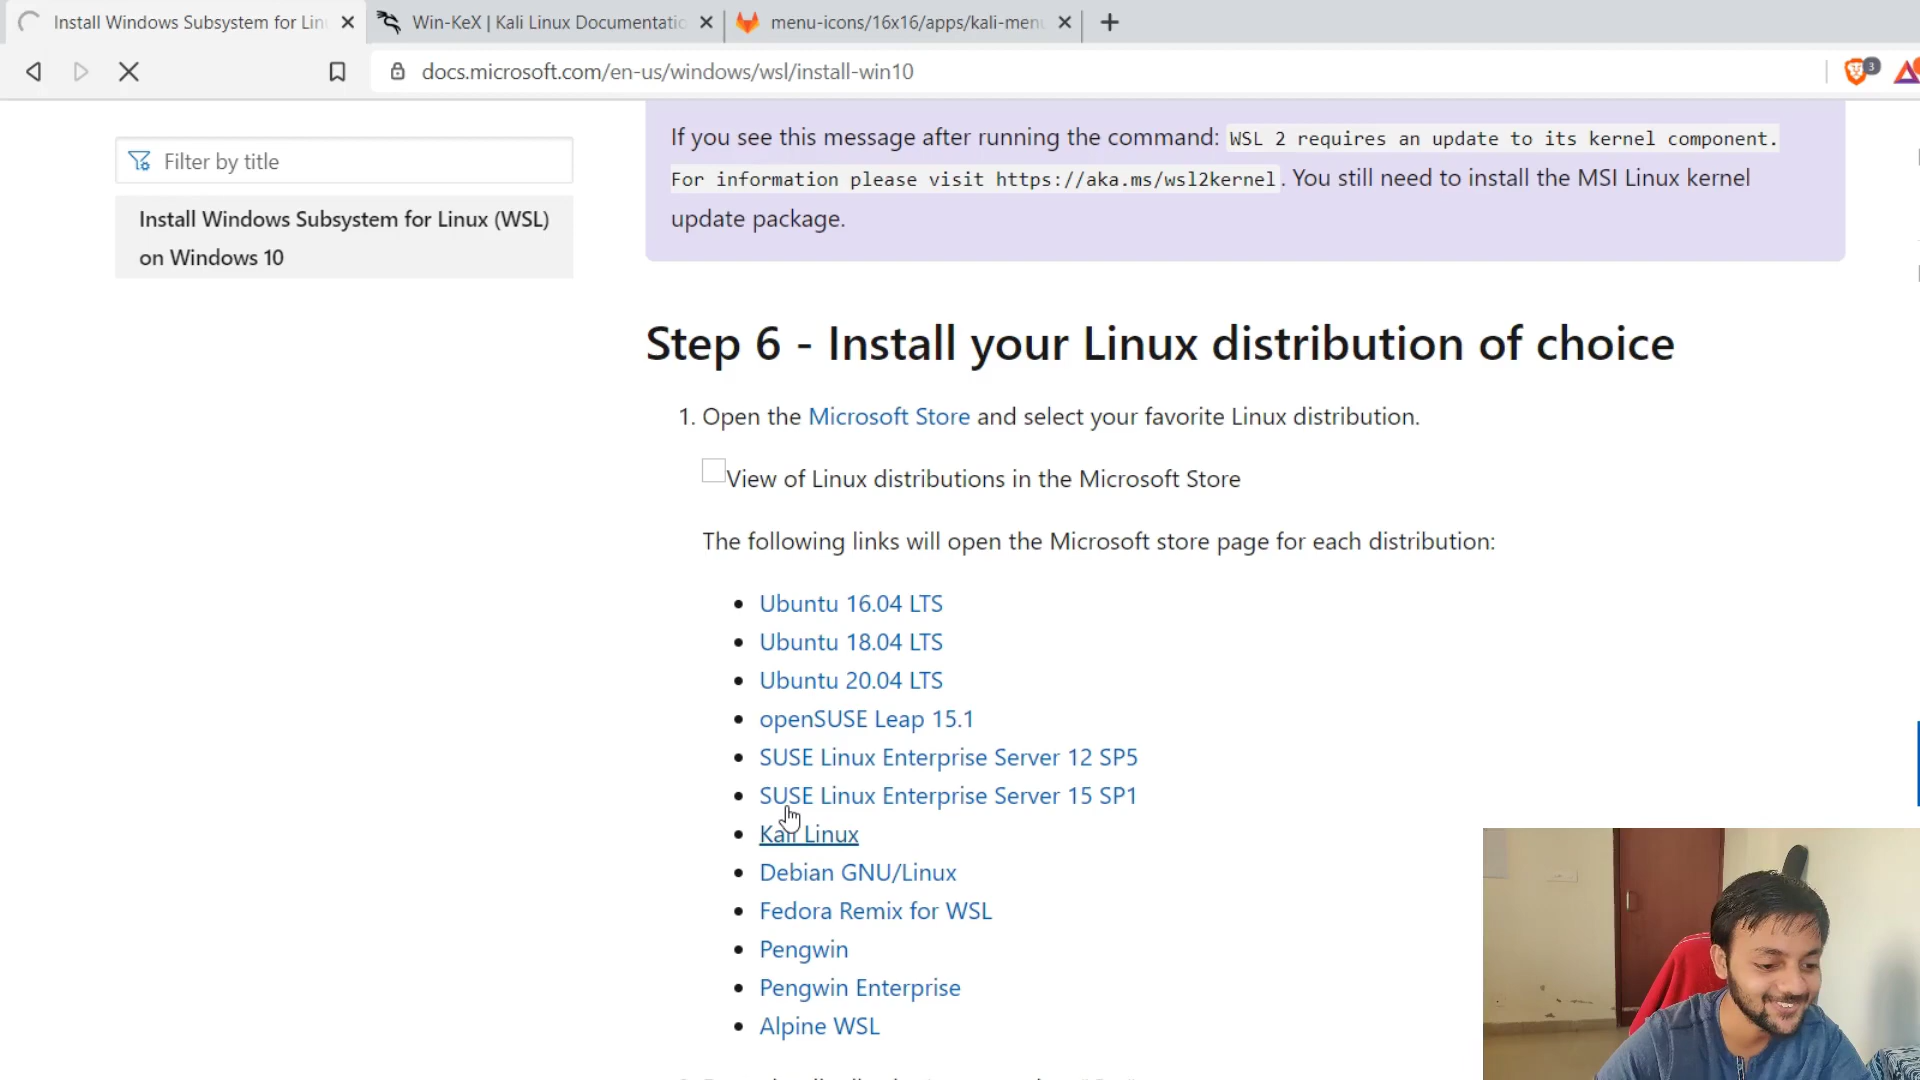 Install Windows Subsystem for Lin
Win-KeX | Kali Linux Documentatio
menu-icons/16x16/apps/kali-menu
docs.microsoft.com/en-us/windows/wsl/install-win10
3
Filter by title
Install Windows Subsystem for Linux (WSL)
on Windows 10
If you see this message after running the command: WSL 2 requires an update to its kernel component.
For information please visit https://aka.ms/wsl2kernel. You still need to install the MSI Linux kernel
update package.
Step 6 - Install your Linux distribution of choice
1. Open the Microsoft Store and select your favorite Linux distribution.
View of Linux distributions in the Microsoft Store
The following links will open the Microsoft store page for each distribution:
• Ubuntu 16.04 LTS
• Ubuntu 18.04 LTS
• Ubuntu 20.04 LTS
• openSUSE Leap 15.1
• SUSE Linux Enterprise Server 12 SP5
• SUSE Linux Enterprise Server 15 SP1
• Kali Linux
• Debian GNU/Linux
• Fedora Remix for WSL
• Pengwin
• Pengwin Enterprise
• Alpine WSL